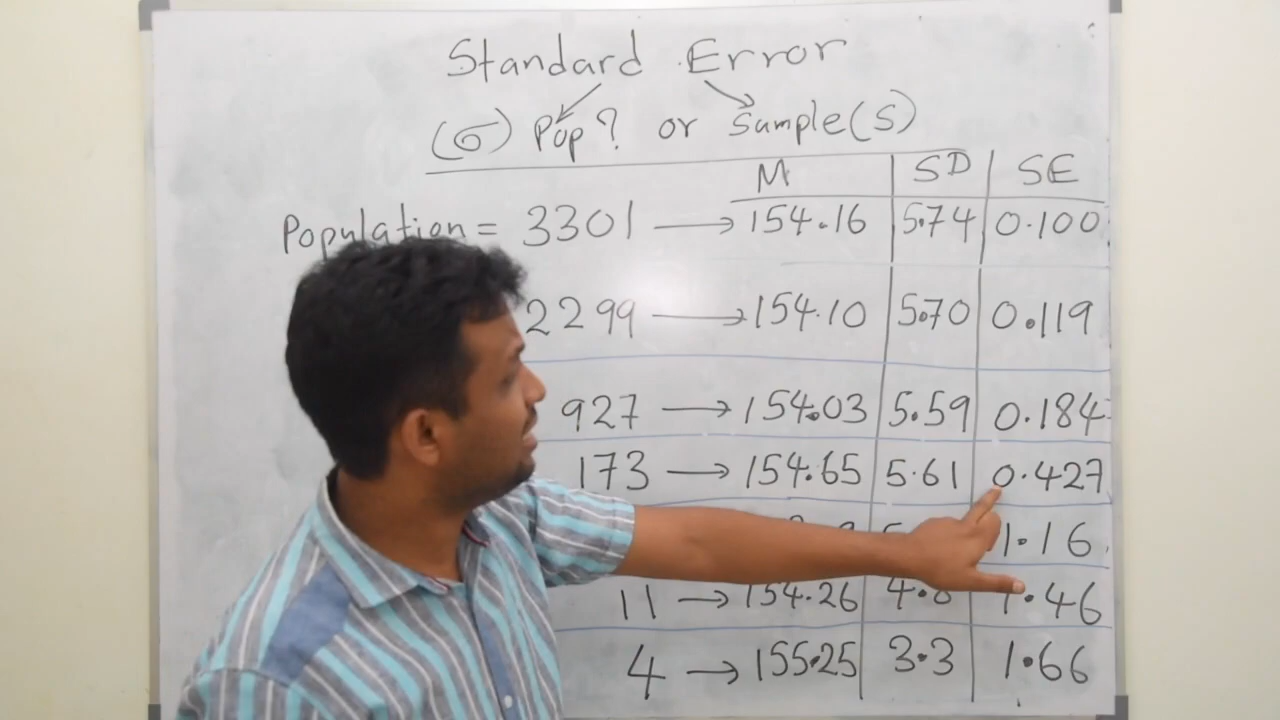 Standard Error
(σ) Pop? or Sample(S)
M SD SE
Population = 3301 → 154.16 5.74 0.100
2299 → 154.10 5.70 0.119
927 → 154.03 5.59 0.184
173 → 154.65 5.61 0.427
1.16
11 → 154.26 1.46
4 → 155.25 3.3 1.66